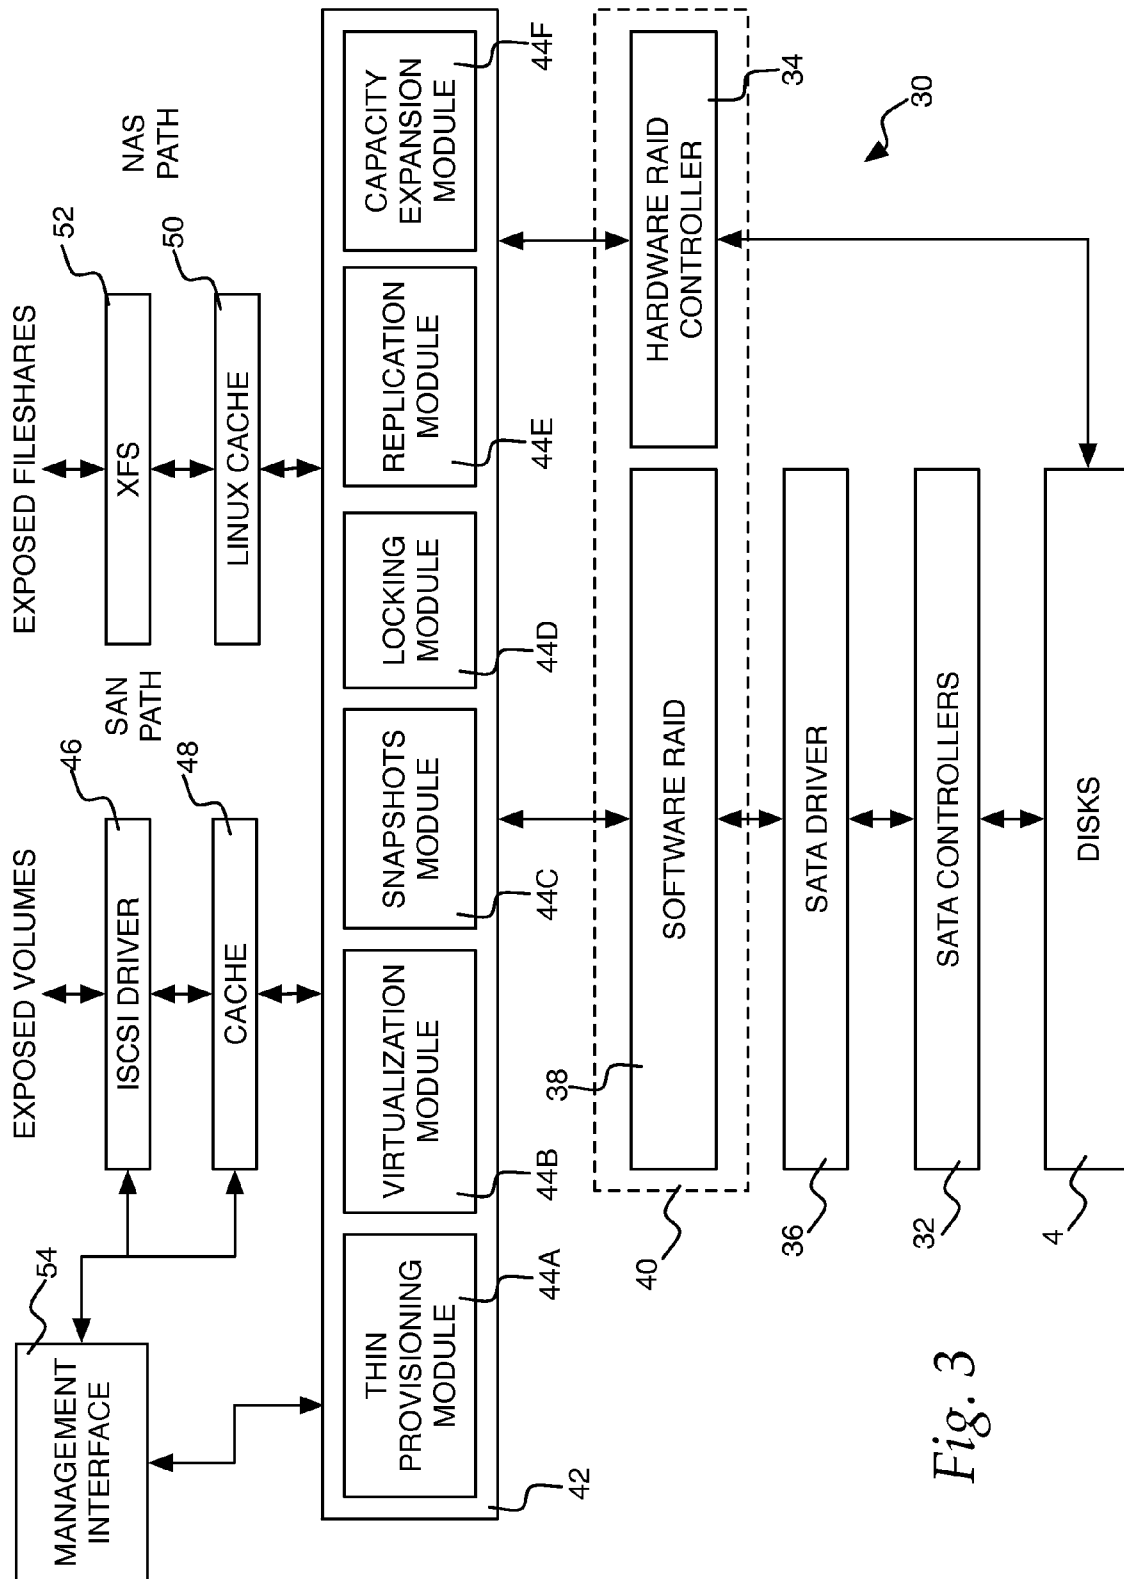 EXPOSED VOLUMES
EXPOSED FILESHARES
54
MANAGEMENT
INTERFACE
46
ISCSI DRIVER
SAN
PATH
52
XFS
NAS
PATH
48
CACHE
50
LINUX CACHE
THIN
PROVISIONING
MODULE
VIRTUALIZATION
MODULE
SNAPSHOTS
MODULE
LOCKING
MODULE
REPLICATION
MODULE
CAPACITY
EXPANSION
MODULE
42
44A
44B
44C
44D
44E
44F
38
SOFTWARE RAID
HARDWARE RAID
CONTROLLER
40
34
36
SATA DRIVER
30
32
SATA CONTROLLERS
4
DISKS
Fig. 3